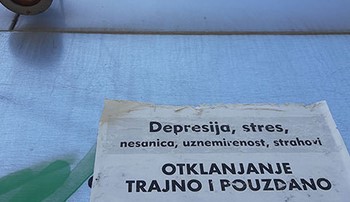 Depresija, stres,
nesanica, uznemirenost, strahovi
OTKLANJANJE
TRAJNO I POUZDANO